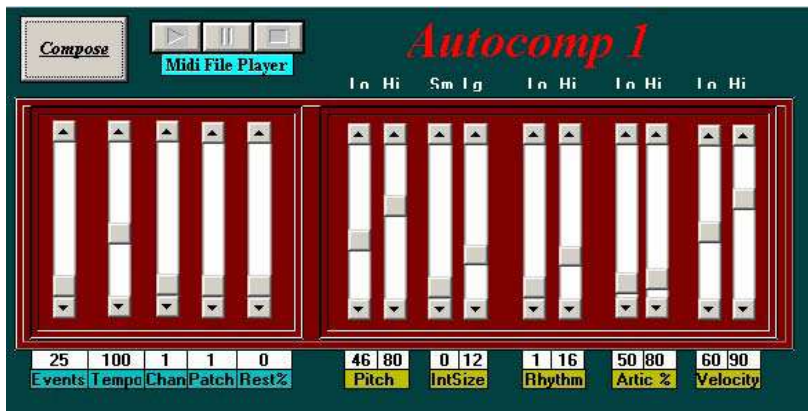 Compose
Autocomp 1
Midi File Player
Lo Hi Sm Lg Lo Hi Lo Hi Lo Hi
25 100 1 1 0 46 80 0 12 1 16 50 80 60 90
Events Tempo Chan Patch Rest% Pitch IntSize Rhythm Artic % Velocity